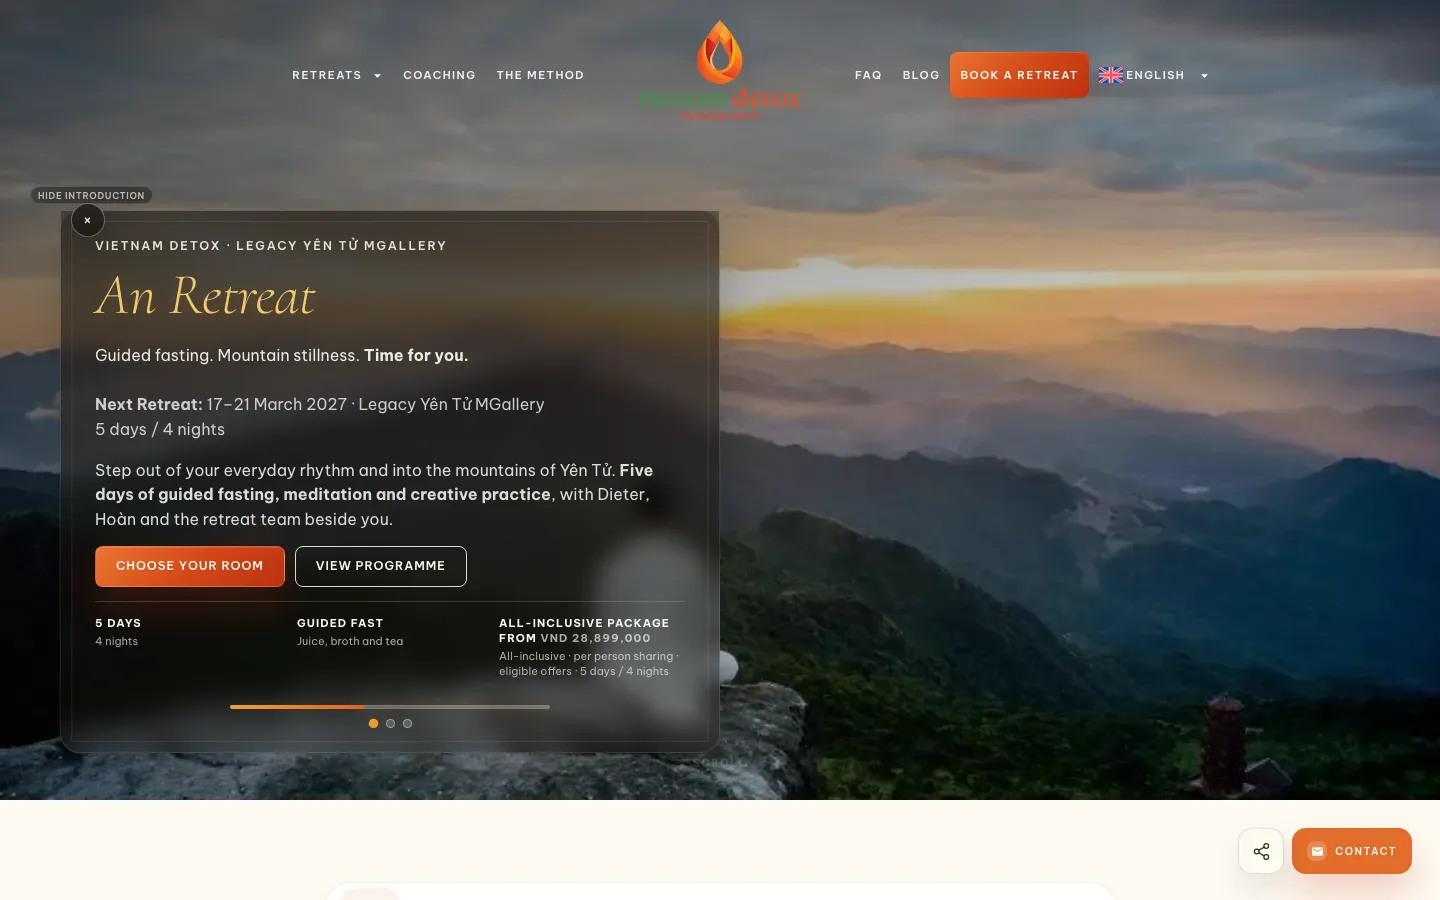 RETREATS
COACHING
THE METHOD
vietnam detox
FAQ
BLOG
BOOK A RETREAT
ENGLISH
HIDE INTRODUCTION
×
VIETNAM DETOX · LEGACY YÊN TỬ MGALLERY
An Retreat
Guided fasting. Mountain stillness. Time for you.
Next Retreat: 17–21 March 2027 · Legacy Yên Tử MGallery
5 days / 4 nights
Step out of your everyday rhythm and into the mountains of Yên Tử. Five
days of guided fasting, meditation and creative practice, with Dieter,
Hoàn and the retreat team beside you.
CHOOSE YOUR ROOM
VIEW PROGRAMME
5 DAYS
4 nights
GUIDED FAST
Juice, broth and tea
ALL-INCLUSIVE PACKAGE
FROM VND 28,899,000
All-inclusive · per person sharing ·
eligible offers · 5 days / 4 nights
SCROLL
CONTACT